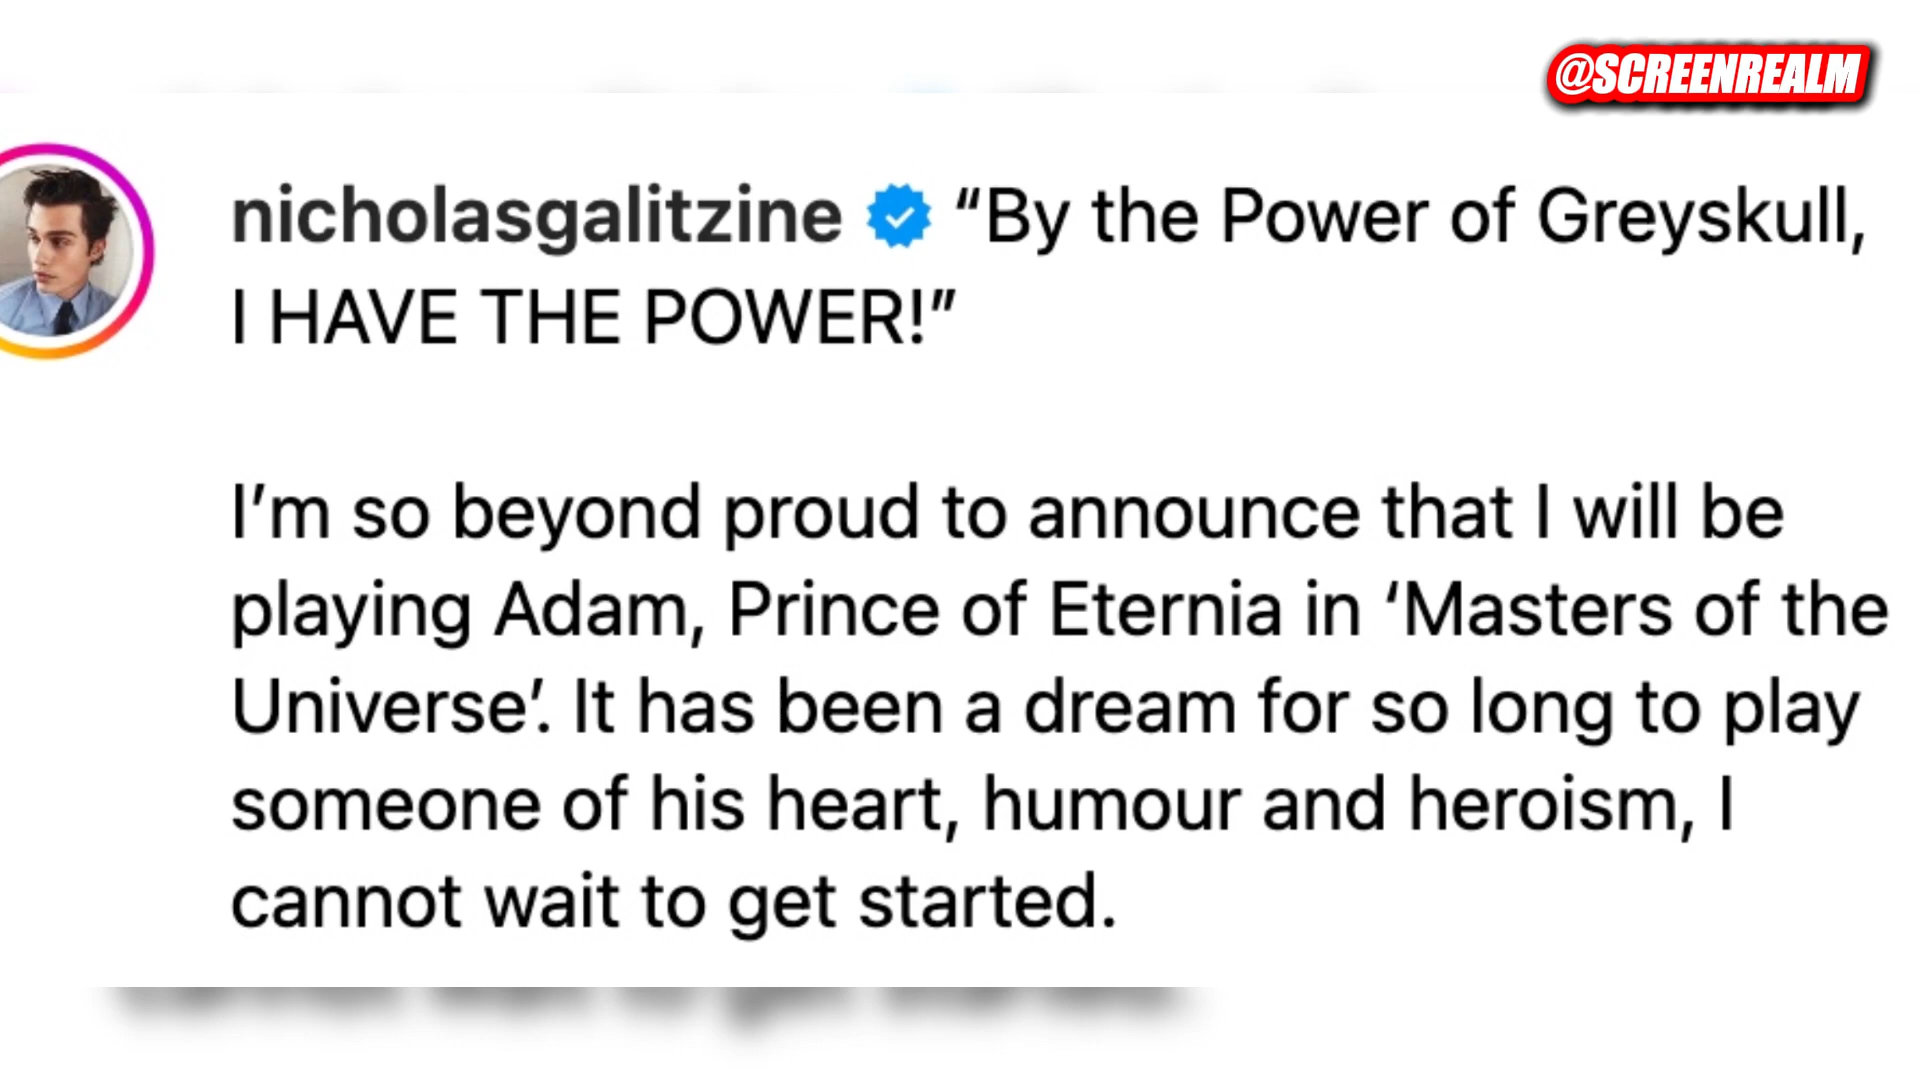 @SCREENREALM
nicholasgalitzine “By the Power of Greyskull,
I HAVE THE POWER!”
I’m so beyond proud to announce that I will be
playing Adam, Prince of Eternia in ‘Masters of the
Universe’. It has been a dream for so long to play
someone of his heart, humour and heroism, I
cannot wait to get started.